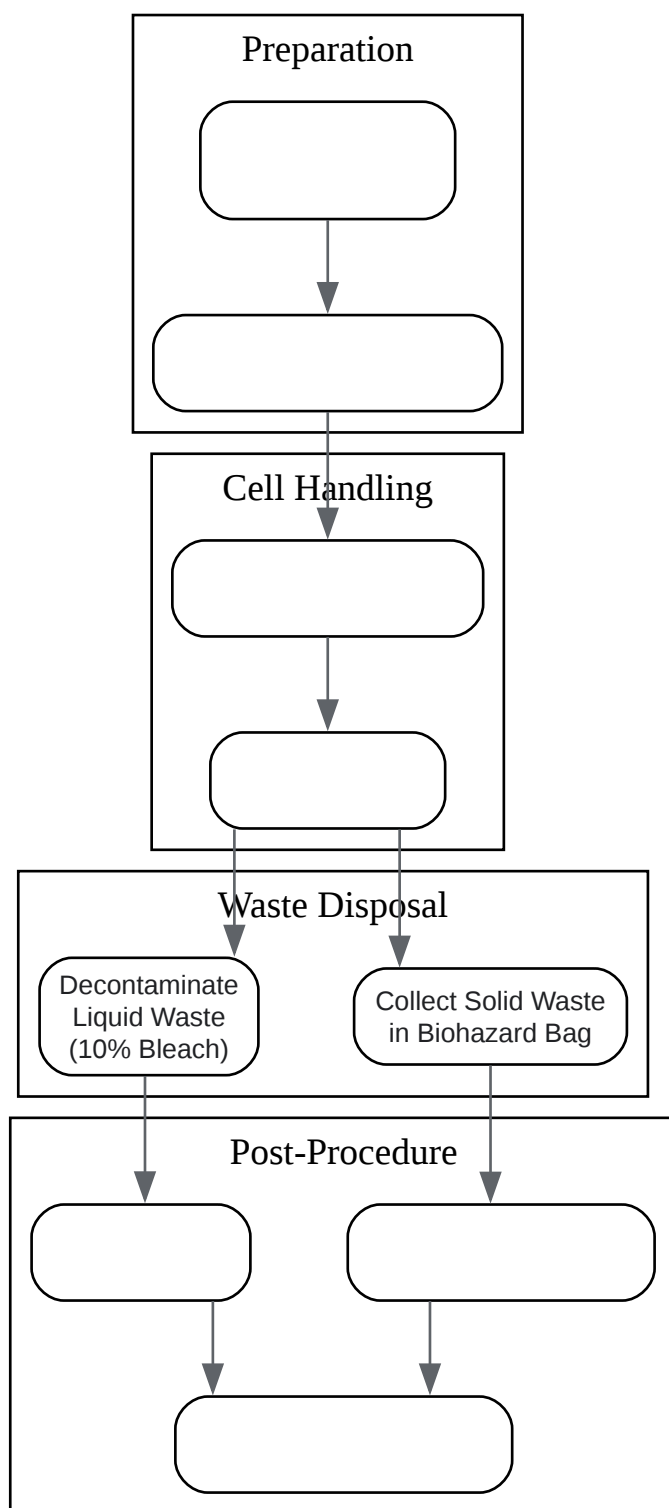 Preparation
Cell Handling
Waste Disposal
Decontaminate
Liquid Waste
(10% Bleach)
Collect Solid Waste
in Biohazard Bag
Post-Procedure